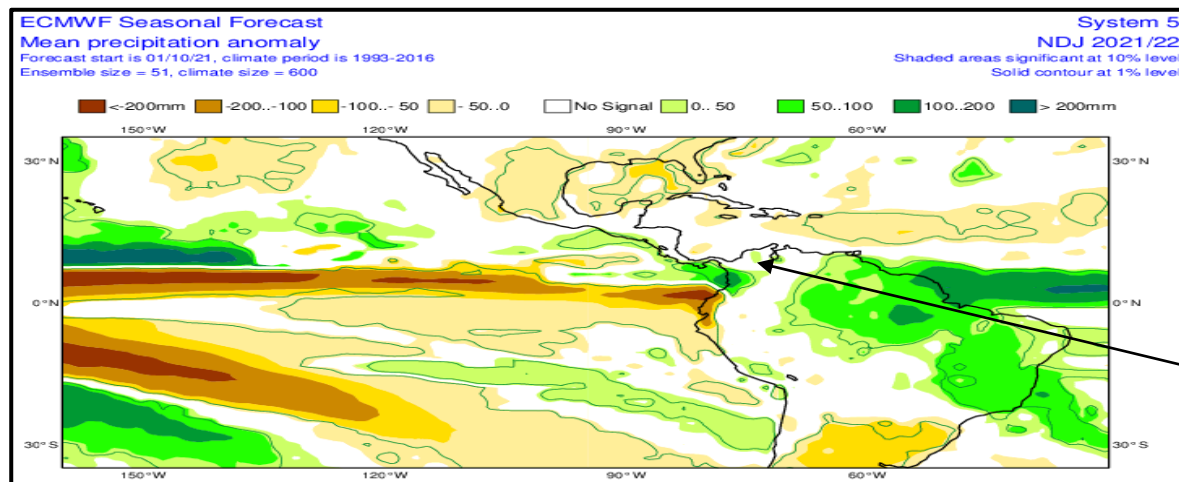 ECMWF Seasonal Forecast System 5
Mean precipitation anomaly NDJ 2021/22
Forecast start is 01/10/21, climate period is 1993-2016 Shaded areas significant at 10% level
Ensemble size = 51, climate size = 600 Solid contour at 1% level
<-200mm -200..-100 -100..- 50 - 50..0 No Signal 0.. 50 50..100 100..200 > 200mm
150°W 120°W 90°W 60°W
30°N 30°N
0°N 0°N
30°S 30°S
150°W 120°W 90°W 60°W